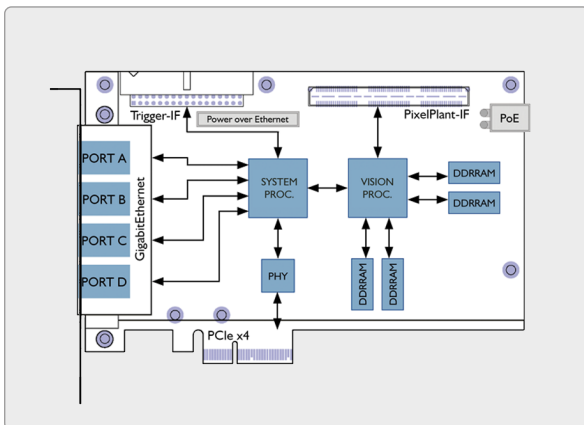 Trigger-IF
Power over Ethernet
PixelPlant-IF
PoE
PORT A
PORT B
PORT C
PORT D
GigabitEthernet
SYSTEM
PROC.
VISION
PROC.
DDRRAM
DDRRAM
PHY
DDRRAM
DDRRAM
PCIe x4